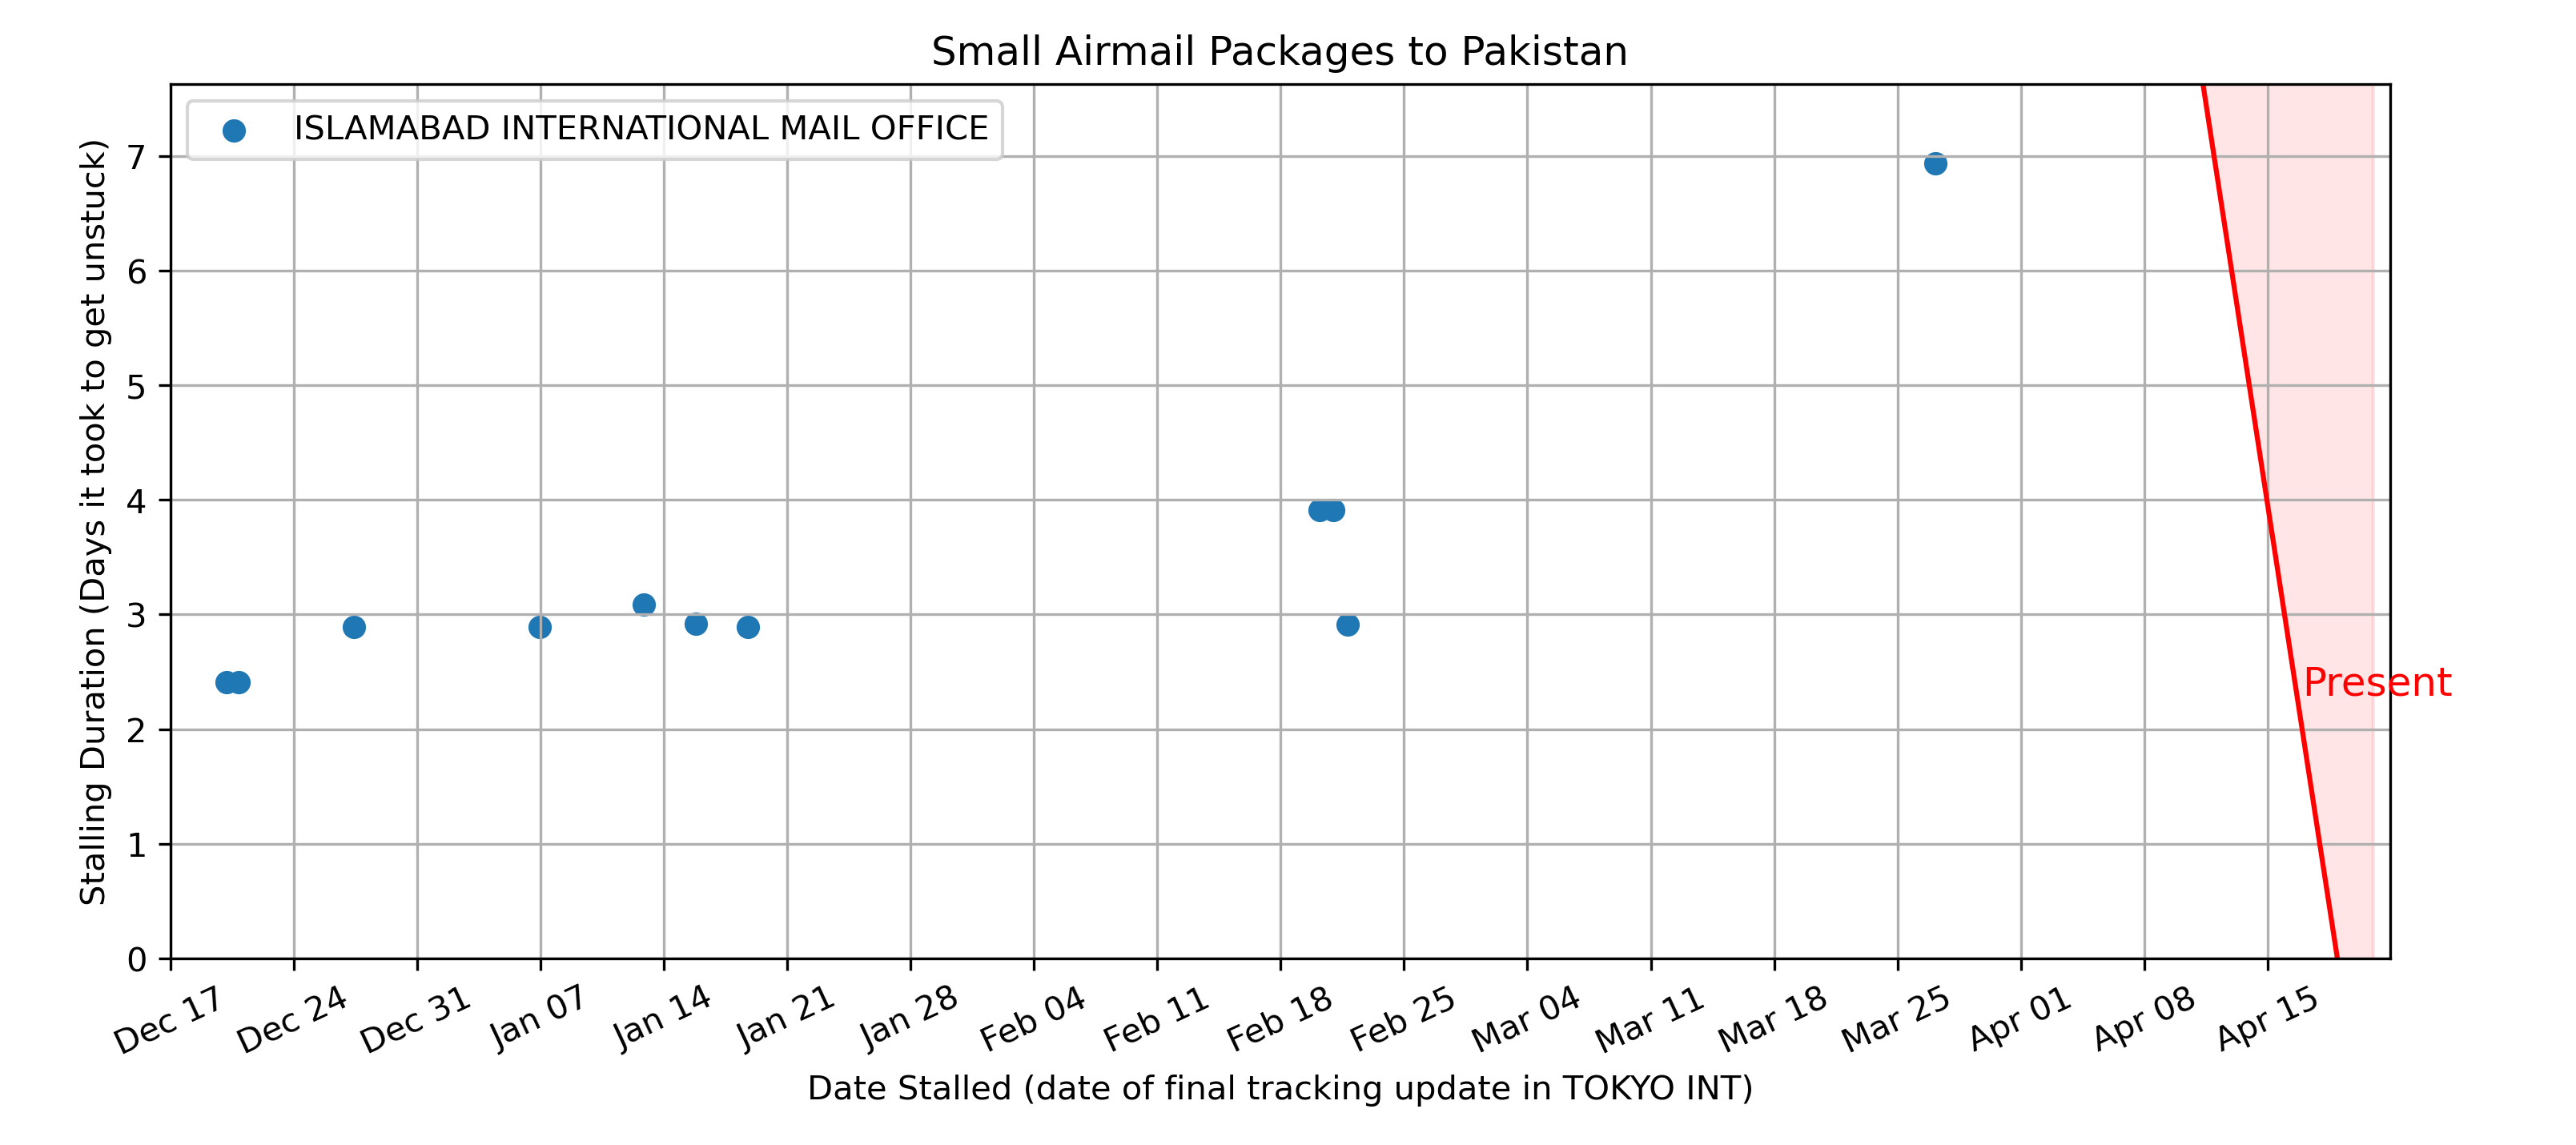 Small Airmail Packages to Pakistan
ISLAMABAD INTERNATIONAL MAIL OFFICE
Stalling Duration (Days it took to get unstuck)
7
6
5
4
3
2
1
0
Present
Dec 17
Dec 24
Dec 31
Jan 07
Jan 14
Jan 21
Jan 28
Feb 04
Feb 11
Feb 18
Feb 25
Mar 04
Mar 11
Mar 18
Mar 25
Apr 01
Apr 08
Apr 15
Date Stalled (date of final tracking update in TOKYO INT)